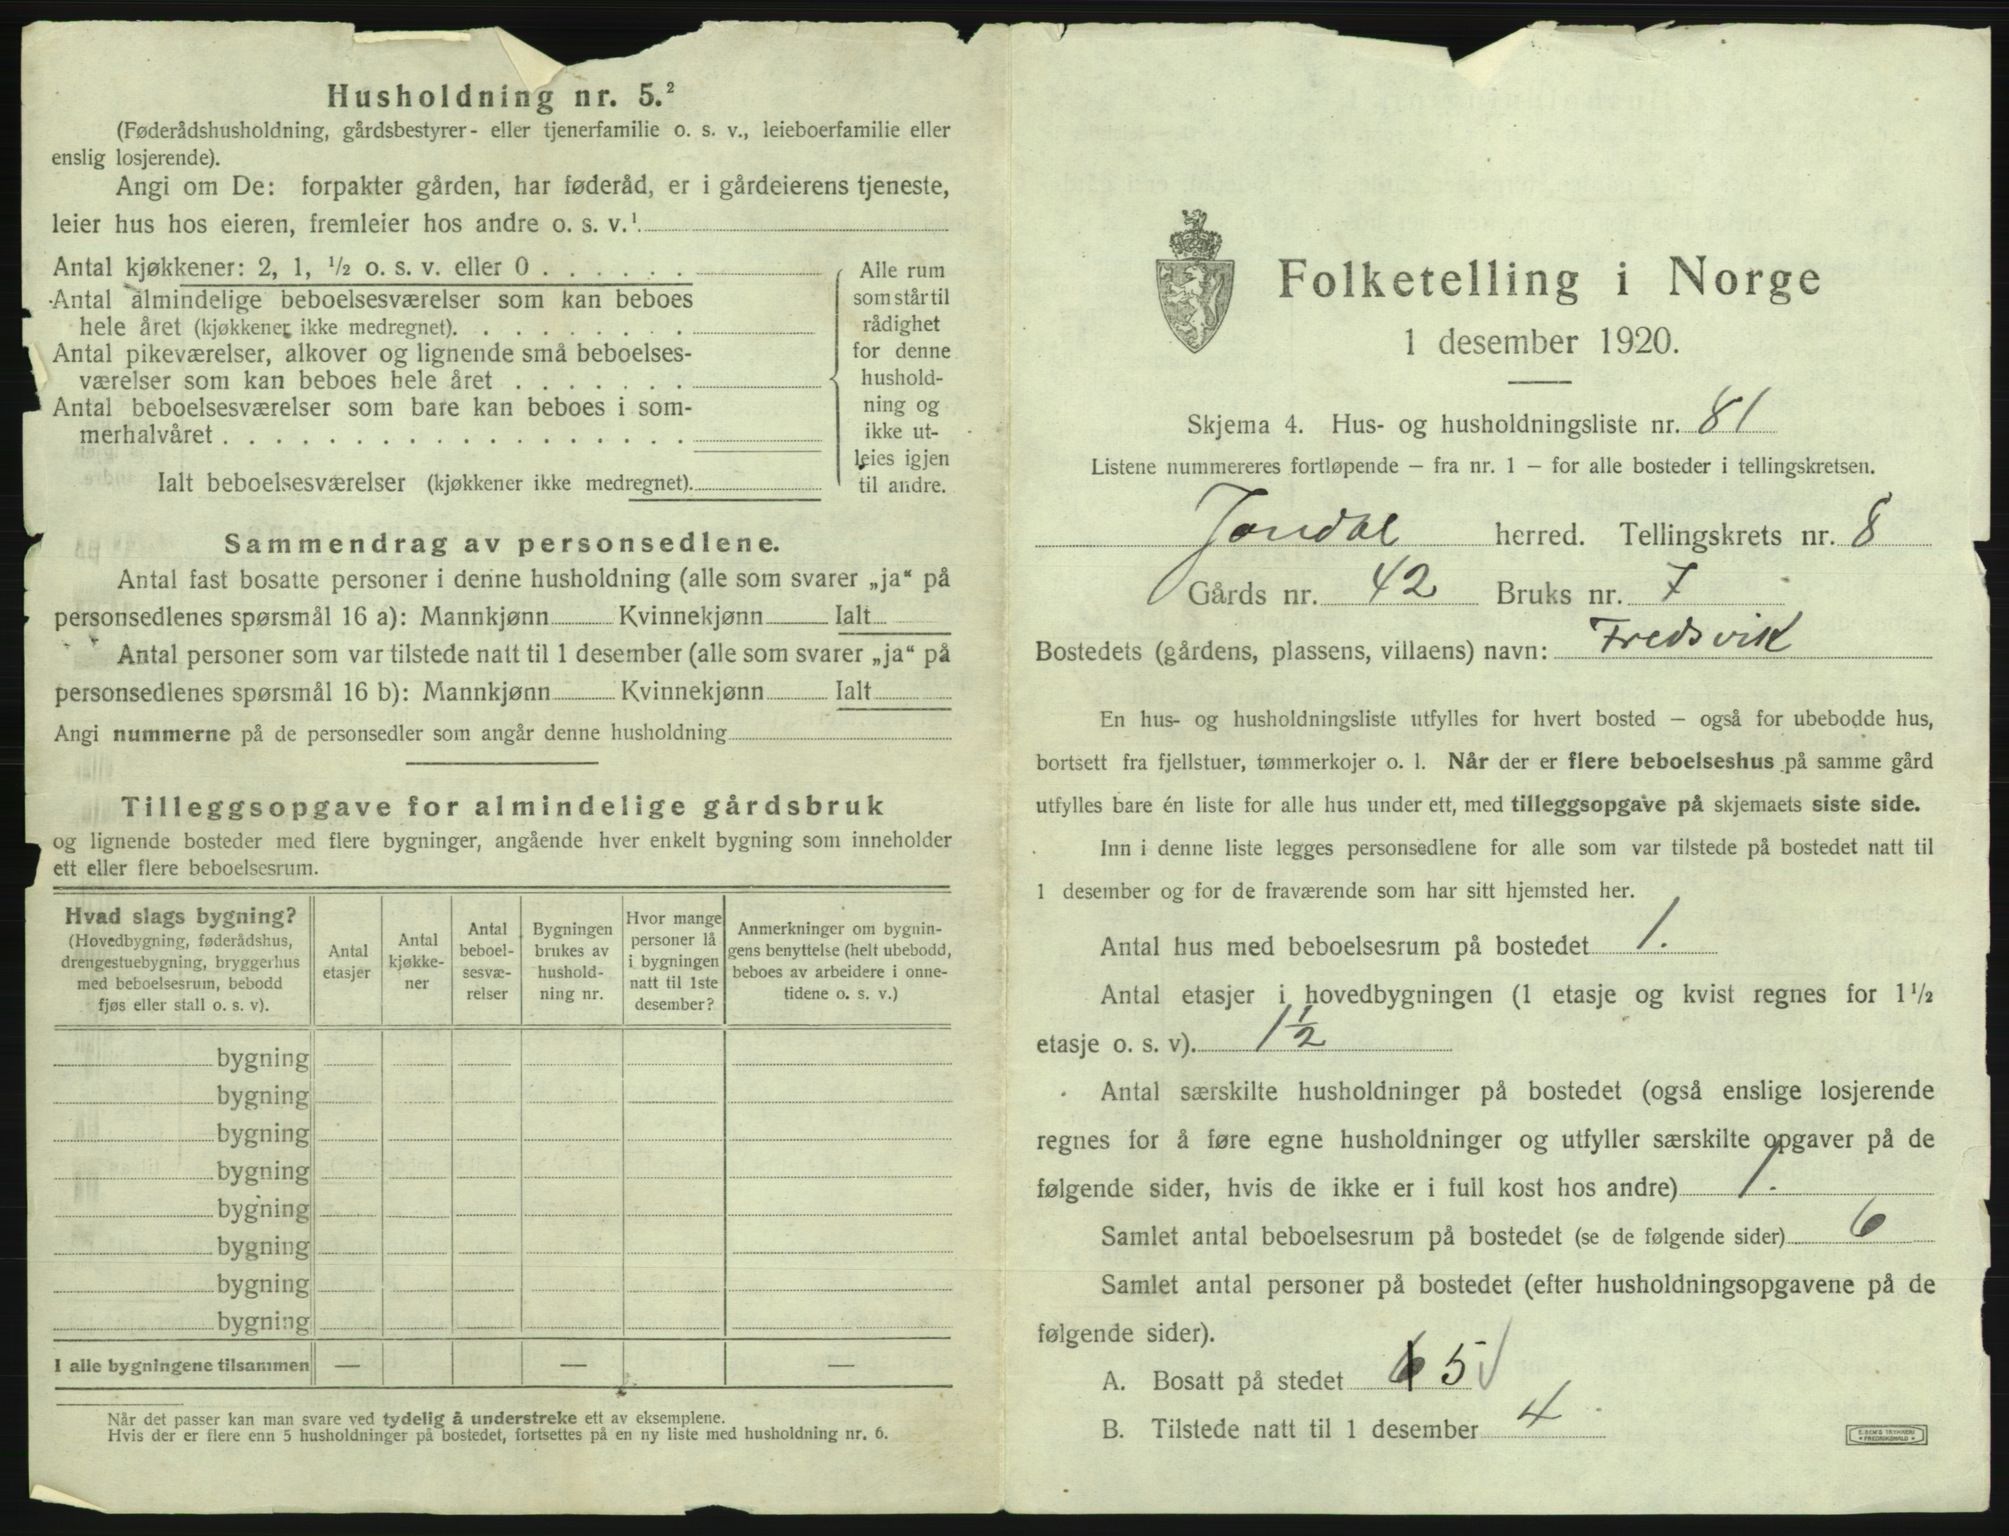 Husholdning nr. 5.²
(Føderådshusholdning, gårdsbestyrer- eller tjenerfamilie o. s. v., leieboerfamilie eller
enslig losjerende).
Angi om De: forpakter gården, har føderåd, er i gårdeierens tjeneste,
leier hus hos eieren, fremleier hos andre o. s. v.¹
Antal kjøkkener: 2, 1, ½ o. s. v. eller 0 . . . . . .
Antal almindelige beboelsesværelser som kan beboes
hele året (kjøkkener ikke medregnet). . . . . . . . .
Antal pikeværelser, alkover og lignende små beboelses-
værelser som kan beboes hele året . . . . . . .
Antal beboelsesværelser som bare kan beboes i som-
merhalvåret . . . . . . . . . . . . . . . . . .
Ialt beboelsesværelser (kjøkkener ikke medregnet).
Alle rum
som står til
rådighet
for denne
hushold-
ning og
ikke ut-
leies igjen
til andre.
Sammendrag av personsedlene.
Antal fast bosatte personer i denne husholdning (alle som svarer „ja“ på
personsedlenes spørsmål 16 a): Mannkjønn Kvinnekjønn Ialt
Antal personer som var tilstede natt til 1 desember (alle som svarer „ja“ på
personsedlenes spørsmål 16 b): Mannkjønn Kvinnekjønn Ialt
Angi nummerne på de personsedler som angår denne husholdning
Tilleggsopgave for almindelige gårdsbruk
og lignende bosteder med flere bygninger, angående hver enkelt bygning som inneholder
ett eller flere beboelsesrum.
Hvad slags bygning?
(Hovedbygning, føderådshus,
drengestuebygning, bryggerhus
med beboelsesrum, bebodd
fjøs eller stall o. s. v).
Antal
etasjer
Antal
kjøkke-
ner
Antal
beboel-
sesvæ-
relser
Bygningen
brukes av
hushold-
ning nr.
Hvor mange
personer lå
i bygningen
natt til 1ste
desember?
Anmerkninger om bygnin-
gens benyttelse (helt ubebodd,
beboes av arbeidere i onne-
tidene o. s. v.)
bygning
bygning
bygning
bygning
bygning
bygning
bygning
bygning
I alle bygningene tilsammen — — —
Når det passer kan man svare ved tydelig å understreke ett av eksemplene.
Hvis der er flere enn 5 husholdninger på bostedet, fortsettes på en ny liste med husholdning nr. 6.
Folketelling i Norge
1 desember 1920.
Skjema 4. Hus- og husholdningsliste nr. 81
Listene nummereres fortløpende – fra nr. 1 – for alle bosteder i tellingskretsen.
Jondal herred. Tellingskrets nr. 8
Gårds nr. 42 Bruks nr. 7
Bostedets (gårdens, plassens, villaens) navn: Fredsvik
En hus- og husholdningsliste utfylles for hvert bosted – også for ubebodde hus,
bortsett fra fjellstuer, tømmerkojer o. l. Når der er flere beboelseshus på samme gård
utfylles bare én liste for alle hus under ett, med tilleggsopgave på skjemaets siste side.
Inn i denne liste legges personsedlene for alle som var tilstede på bostedet natt til
1 desember og for de fraværende som har sitt hjemsted her.
Antal hus med beboelsesrum på bostedet 1.
Antal etasjer i hovedbygningen (1 etasje og kvist regnes for 1½
etasje o. s. v). 1½
Antal særskilte husholdninger på bostedet (også enslige losjerende
regnes for å føre egne husholdninger og utfyller særskilte opgaver på de
følgende sider, hvis de ikke er i full kost hos andre) 1.
Samlet antal beboelsesrum på bostedet (se de følgende sider) 6
Samlet antal personer på bostedet (efter husholdningsopgavene på de
følgende sider).
A. Bosatt på stedet 6 5
B. Tilstede natt til 1 desember 4